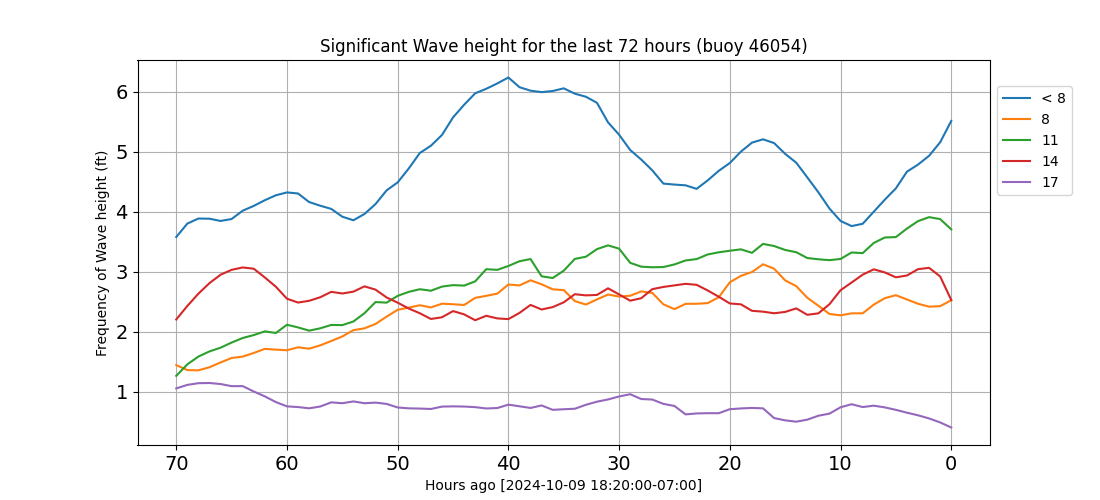 Significant Wave height for the last 72 hours (buoy 46054)
Frequency of Wave height (ft)
6
5
4
3
2
1
70 60 50 40 30 20 10 0
Hours ago [2024-10-09 18:20:00-07:00]
< 8
8
11
14
17